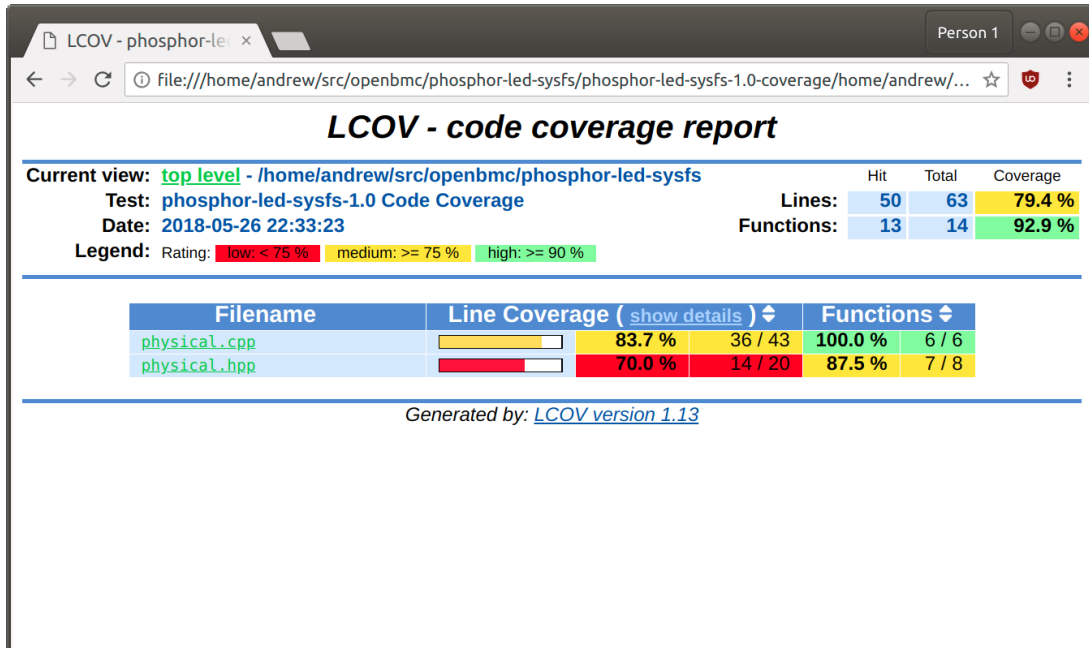 LCOV - phosphor-le
Person 1
file:///home/andrew/src/openbmc/phosphor-led-sysfs/phosphor-led-sysfs-1.0-coverage/home/andrew/...
LCOV - code coverage report
Current view: top level - /home/andrew/src/openbmc/phosphor-led-sysfs Hit Total Coverage
Test: phosphor-led-sysfs-1.0 Code Coverage Lines: 50 63 79.4 %
Date: 2018-05-26 22:33:23 Functions: 13 14 92.9 %
Legend: Rating: low: < 75 % medium: >= 75 % high: >= 90 %
Filename Line Coverage ( show details ) Functions
physical.cpp 83.7 % 36 / 43 100.0 % 6 / 6
physical.hpp 70.0 % 14 / 20 87.5 % 7 / 8
Generated by: LCOV version 1.13